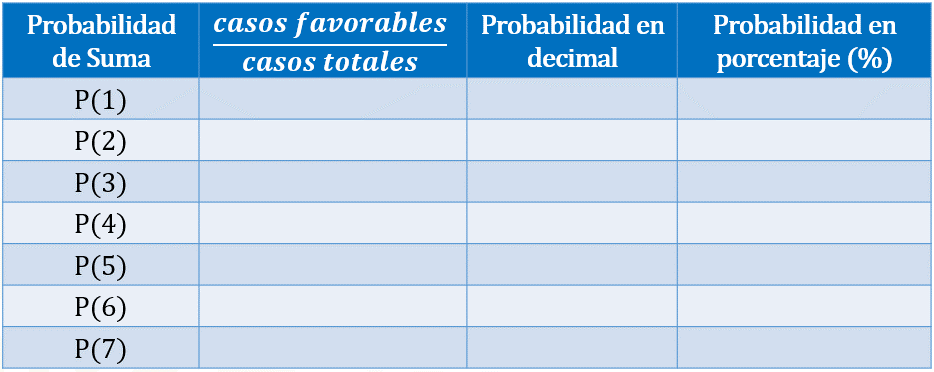 Probabilidad
de Suma
casos favorables
casos totales
Probabilidad en
decimal
Probabilidad en
porcentaje (%)
P(1)
P(2)
P(3)
P(4)
P(5)
P(6)
P(7)